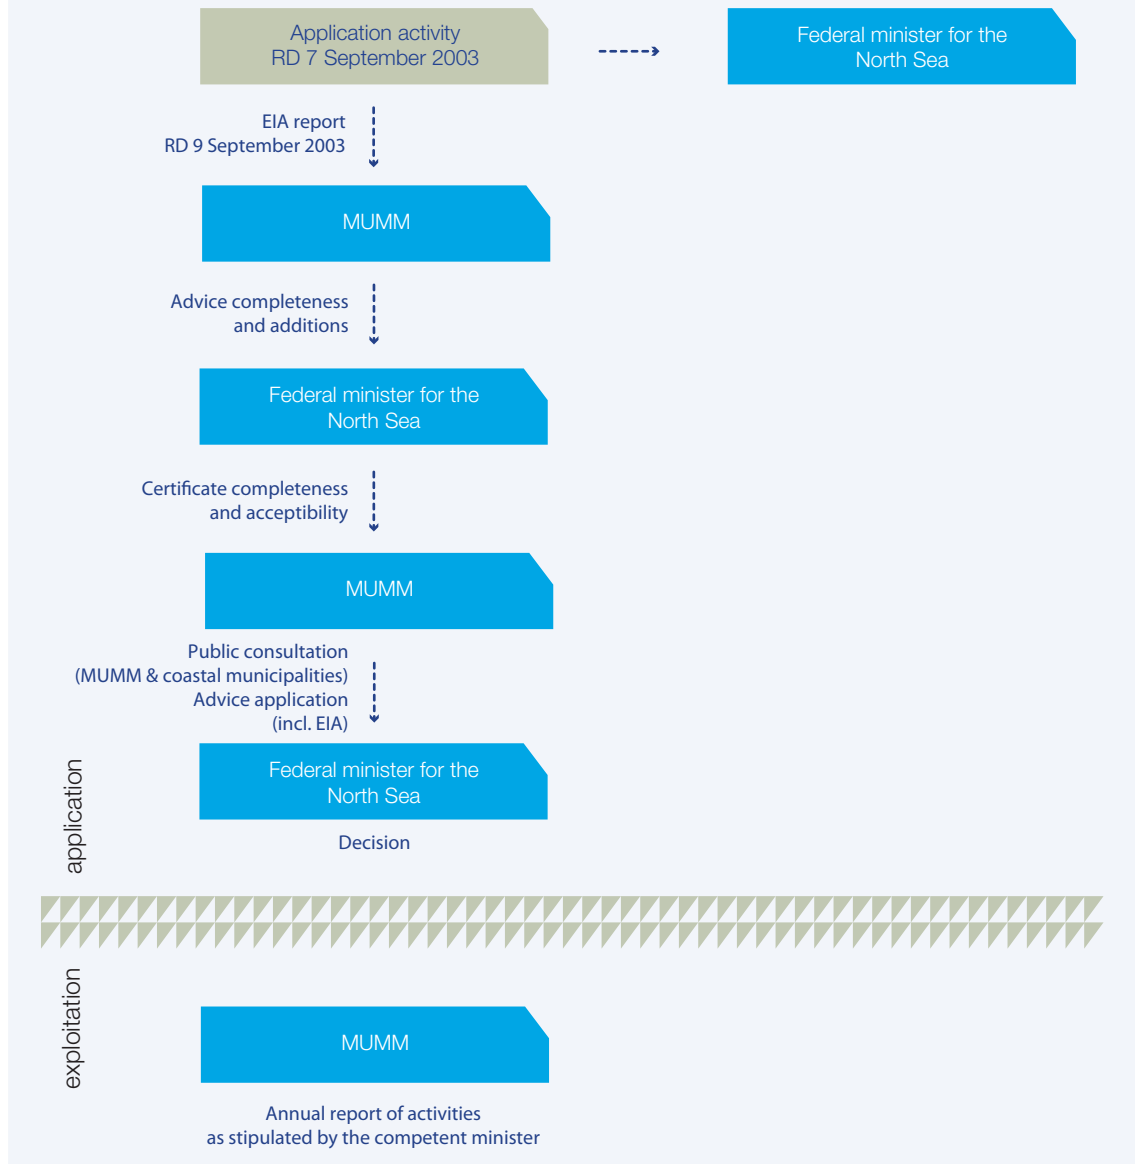 Application activity
RD 7 September 2003
Federal minister for the
North Sea
EIA report
RD 9 September 2003
MUMM
Advice completeness
and additions
Federal minister for the
North Sea
Certificate completeness
and acceptibility
MUMM
Public consultation
(MUMM & coastal municipalities)
Advice application
(incl. EIA)
Federal minister for the
North Sea
Decision
application
exploitation
MUMM
Annual report of activities
as stipulated by the competent minister